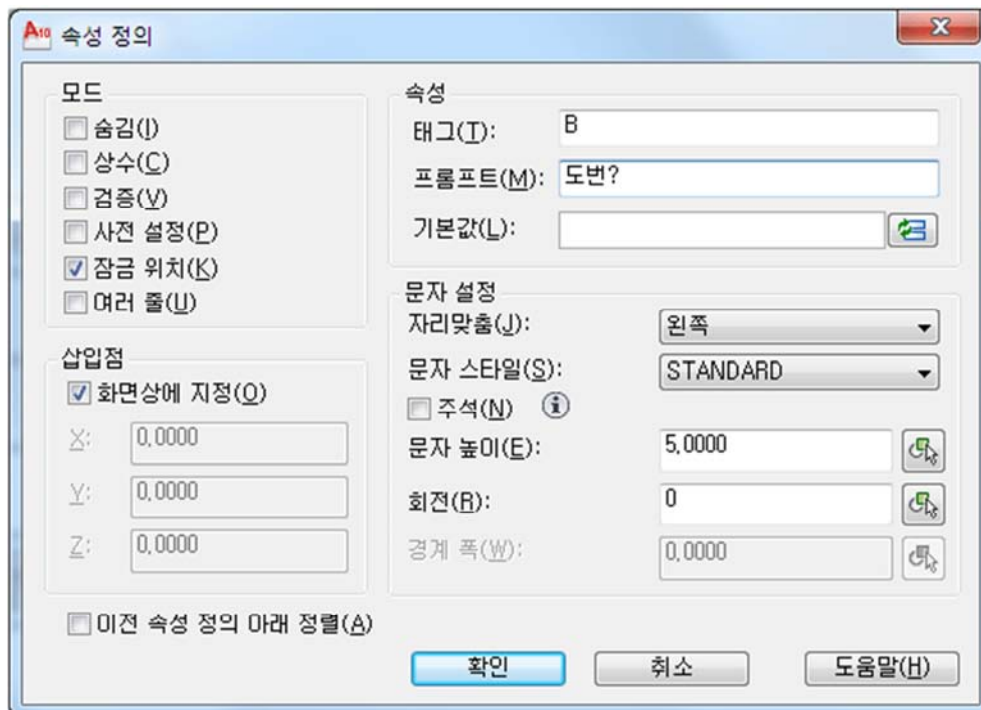 A10 속성 정의
모드
숨김(I)
상수(C)
검증(V)
사전 설정(P)
잠금 위치(K)
여러 줄(U)
삽입점
화면상에 지정(O)
X: 0,0000
Y: 0,0000
Z: 0,0000
이전 속성 정의 아래 정렬(A)
속성
태그(T): B
프롬프트(M): 도번?
기본값(L):
문자 설정
자리맞춤(J): 왼쪽
문자 스타일(S): STANDARD
주석(N)
문자 높이(E): 5,0000
회전(R): 0
경계 폭(W): 0,0000
확인 취소 도움말(H)